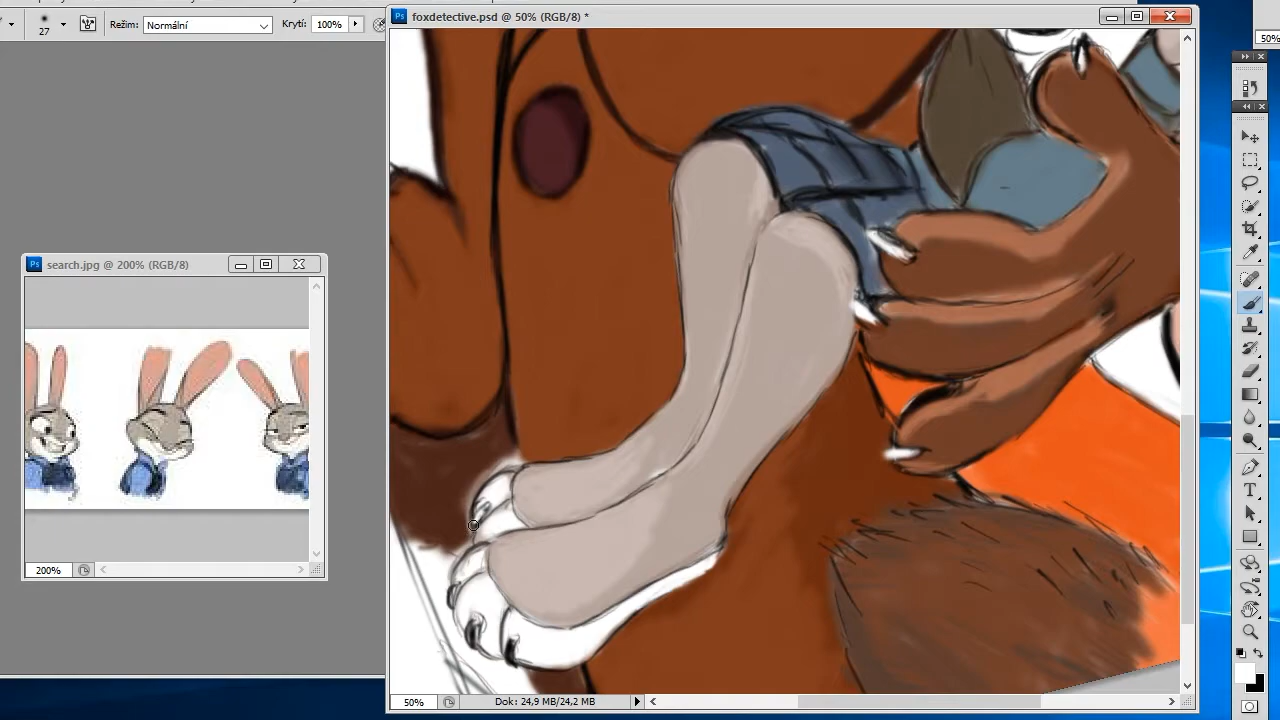 27
Režim:
Normální
Krytí:
100%
Ps
foxdetective.psd @ 50% (RGB/8) *
50%
Ps
search.jpg @ 200% (RGB/8)
200%
T
50%
Dok: 24,9 MB/24,2 MB